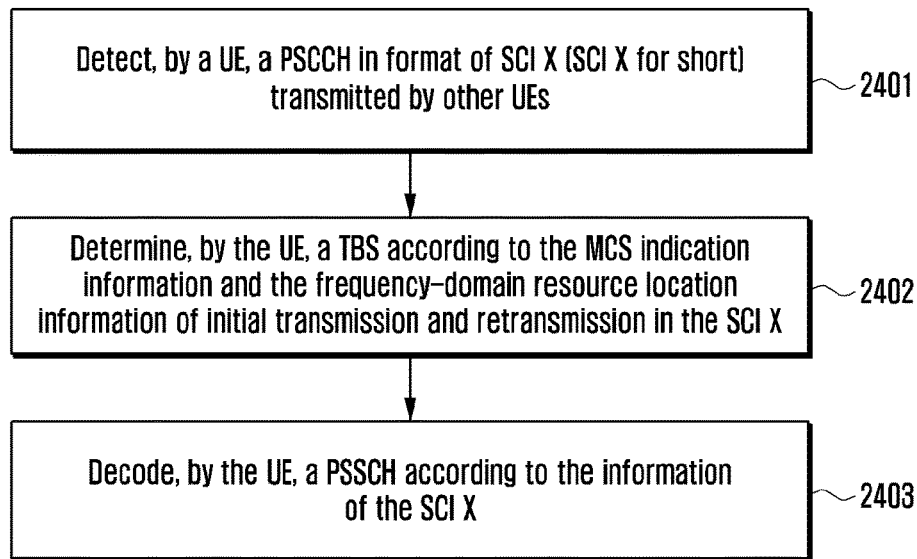 Detect, by a UE, a PSCCH in format of SCI X (SCI X for short)
transmitted by other UEs
2401
Determine, by the UE, a TBS according to the MCS indication
information and the frequency-domain resource location
information of initial transmission and retransmission in the SCI X
2402
Decode, by the UE, a PSSCH according to the information
of the SCI X
2403